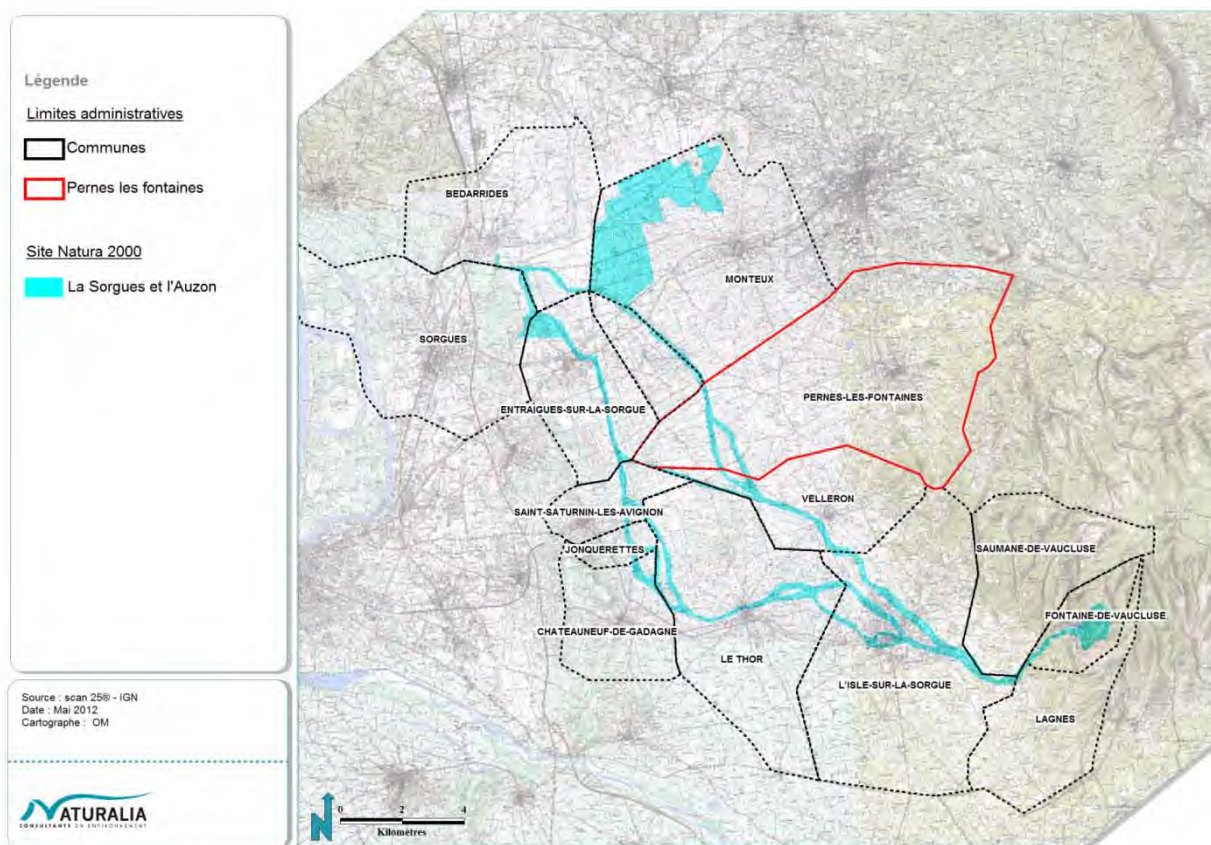 Légende
Limites administratives
Communes
Pernes les fontaines
Site Natura 2000
La Sorgues et l'Auzon
Source : scan 25® - IGN
Date : Mai 2012
Cartographe : OM
NATURALIA
CONSULTANTS EN ENVIRONNEMENT
BEDARRIDES
MONTEUX
SORGUES
PERNES-LES-FONTAINES
ENTRAIGUES-SUR-LA-SORGUE
VELLERON
SAINT-SATURNIN-LES-AVIGNON
JONQUERETTES
SAUMANE-DE-VAUCLUSE
FONTAINE-DE-VAUCLUSE
CHATEAUNEUF-DE-GADAGNE
LE THOR
L'ISLE-SUR-LA-SORGUE
LAGNES
N
0 2 4
Kilomètres